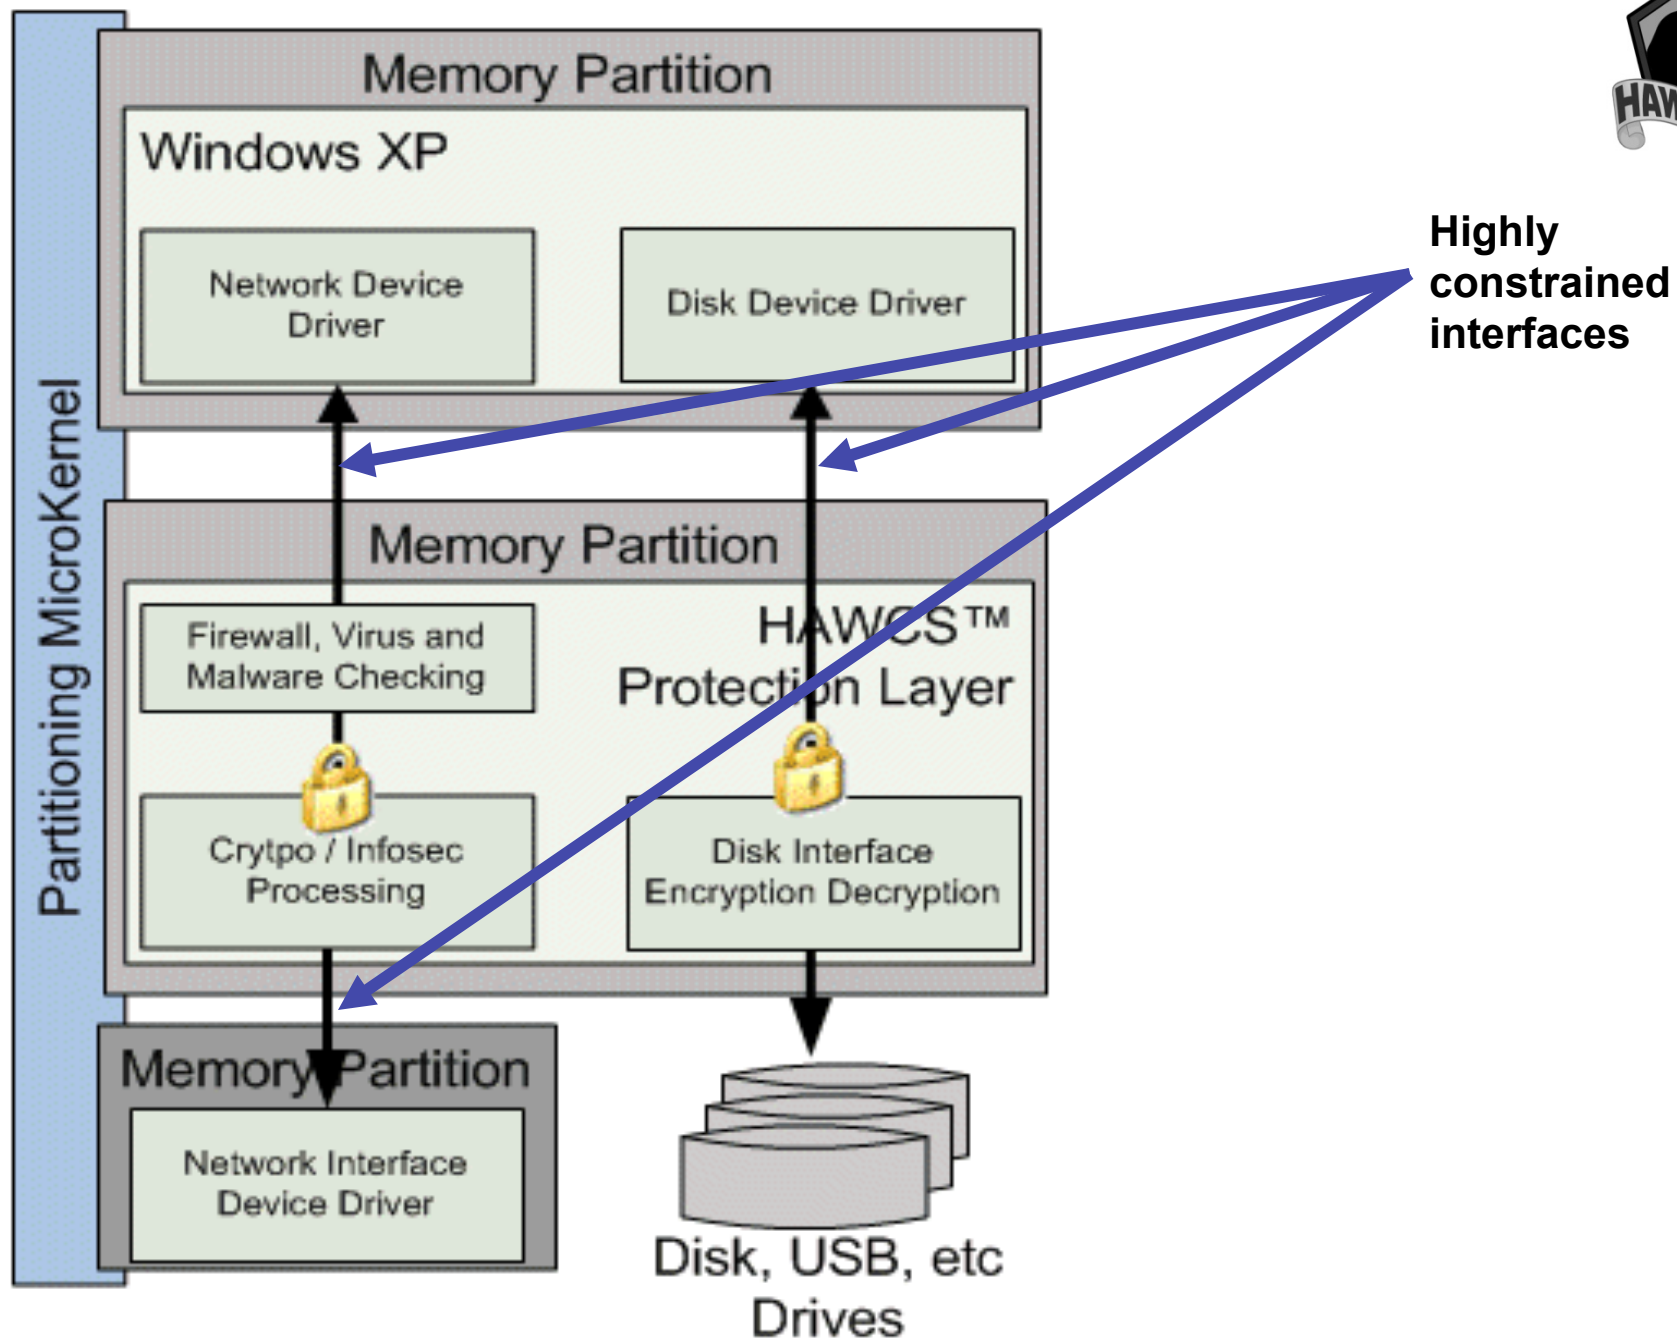 Memory Partition
Windows XP
Network Device
Driver
Disk Device Driver
Highly
constrained
interfaces
Partitioning MicroKernel
Memory Partition
Firewall, Virus and
Malware Checking
HAWCS™
Protection Layer
Crytpo / Infosec
Processing
Disk Interface
Encryption Decryption
Memory Partition
Network Interface
Device Driver
Disk, USB, etc
Drives